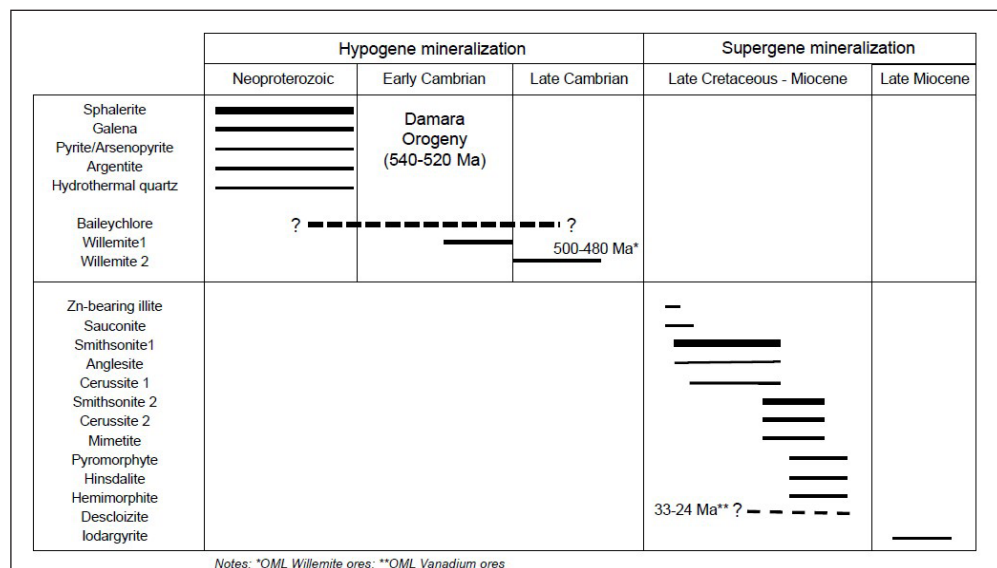 Hypogene mineralization Supergene mineralization
Neoproterozoic Early Cambrian Late Cambrian Late Cretaceous - Miocene Late Miocene
Sphalerite
Galena
Pyrite/Arsenopyrite
Argentite
Hydrothermal quartz
Damara
Orogeny
(540-520 Ma)
Baileychlore ? ?
Willemite1
500-480 Ma*
Willemite 2
Zn-bearing illite
Sauconite
Smithsonite1
Anglesite
Cerussite 1
Smithsonite 2
Cerussite 2
Mimetite
Pyromorphyte
Hinsdalite
Hemimorphite
Descloizite 33-24 Ma** ?
Iodargyrite
Notes: *OML Willemite ores; **OML Vanadium ores